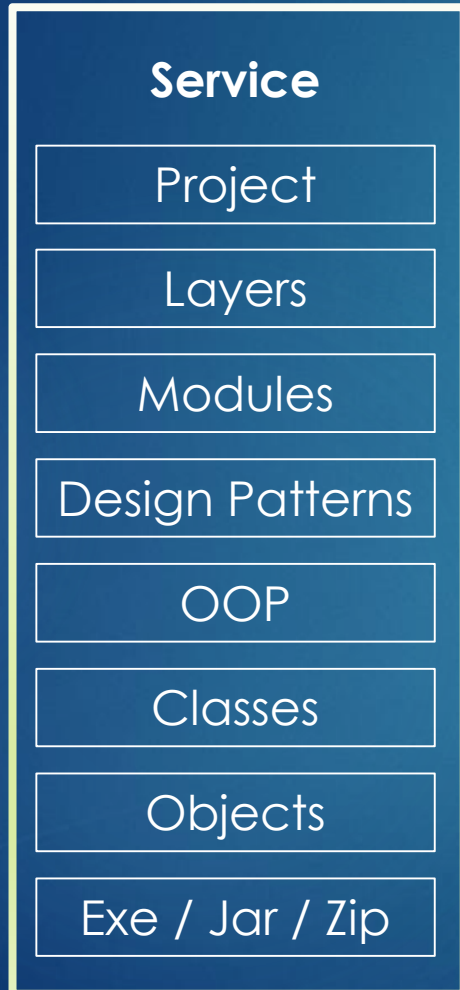 Service
Project
Layers
Modules
Design Patterns
OOP
Classes
Objects
Exe / Jar / Zip